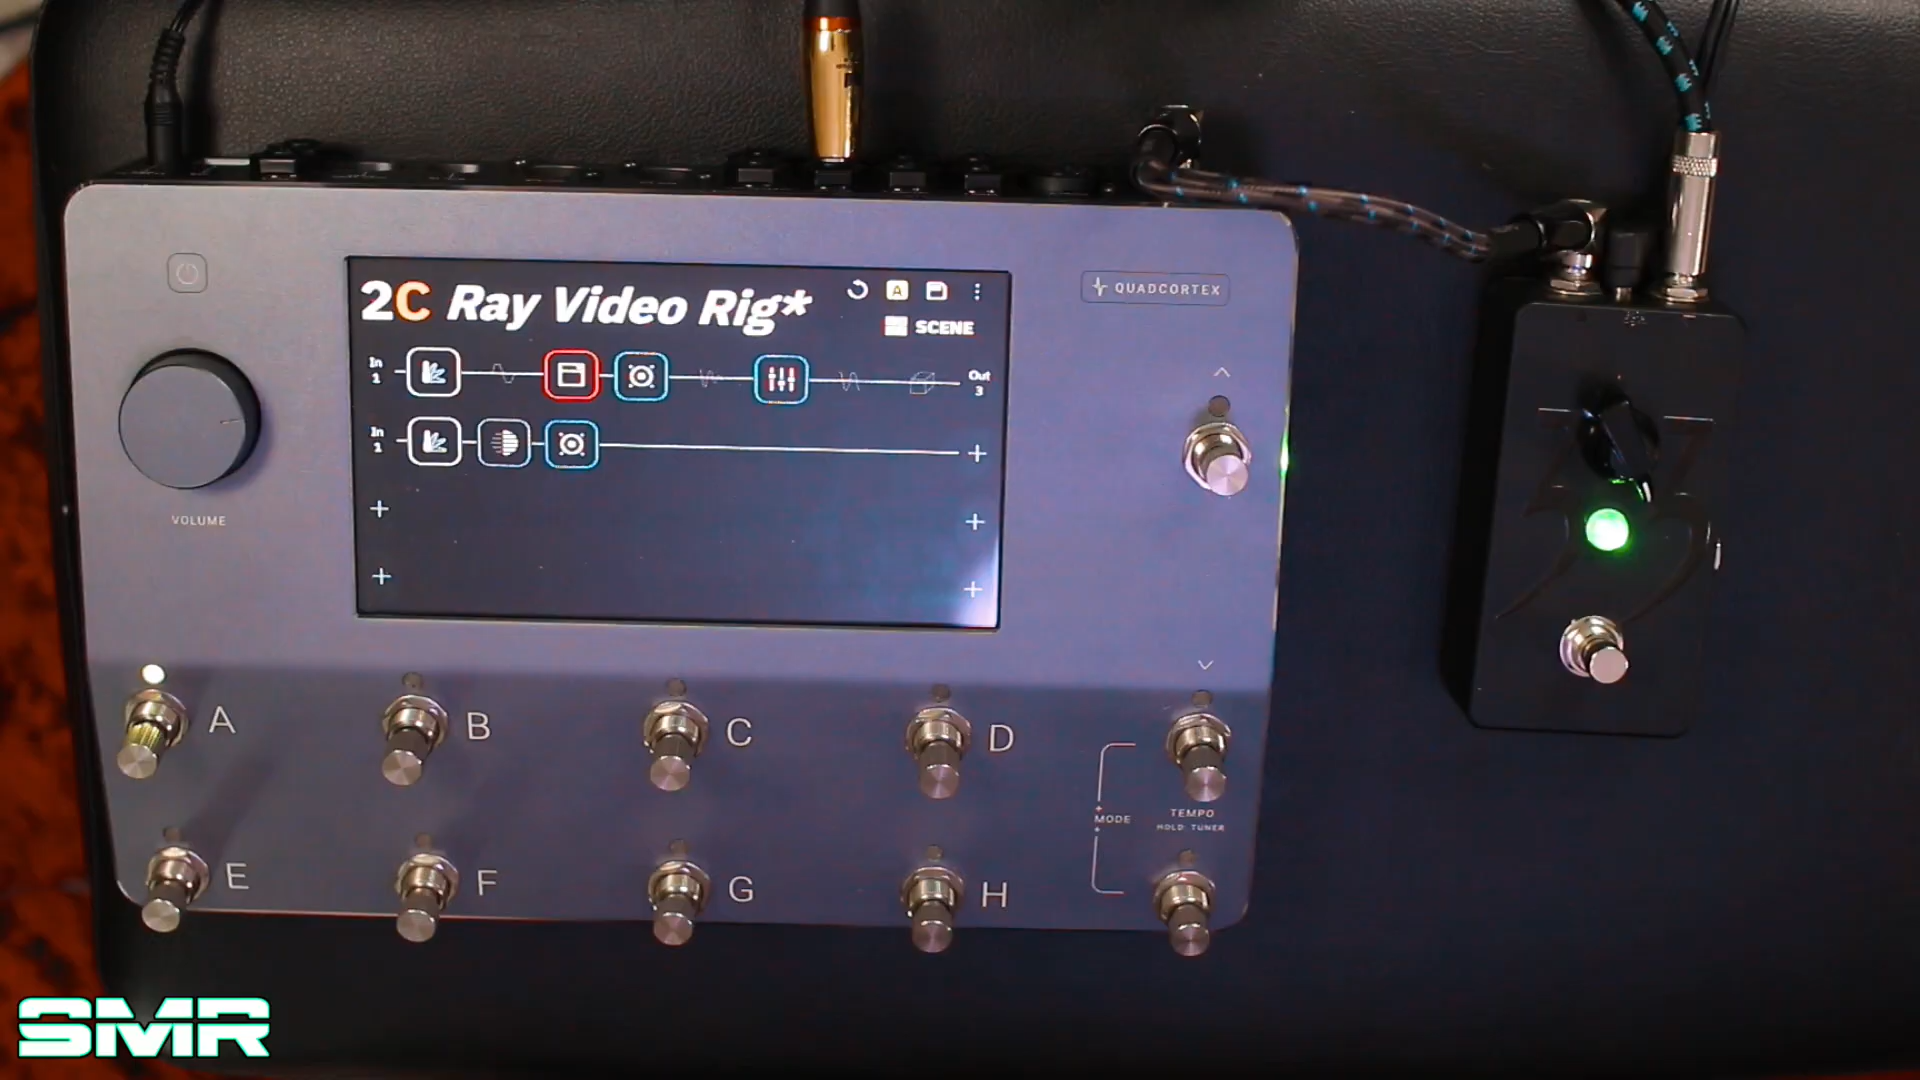 2C Ray Video Rig*
A
SCENE
QUADCORTEX
In
1
Out
3
In
1
VOLUME
A
B
C
D
MODE
TEMPO
HOLD: TUNER
E
F
G
H
SMR